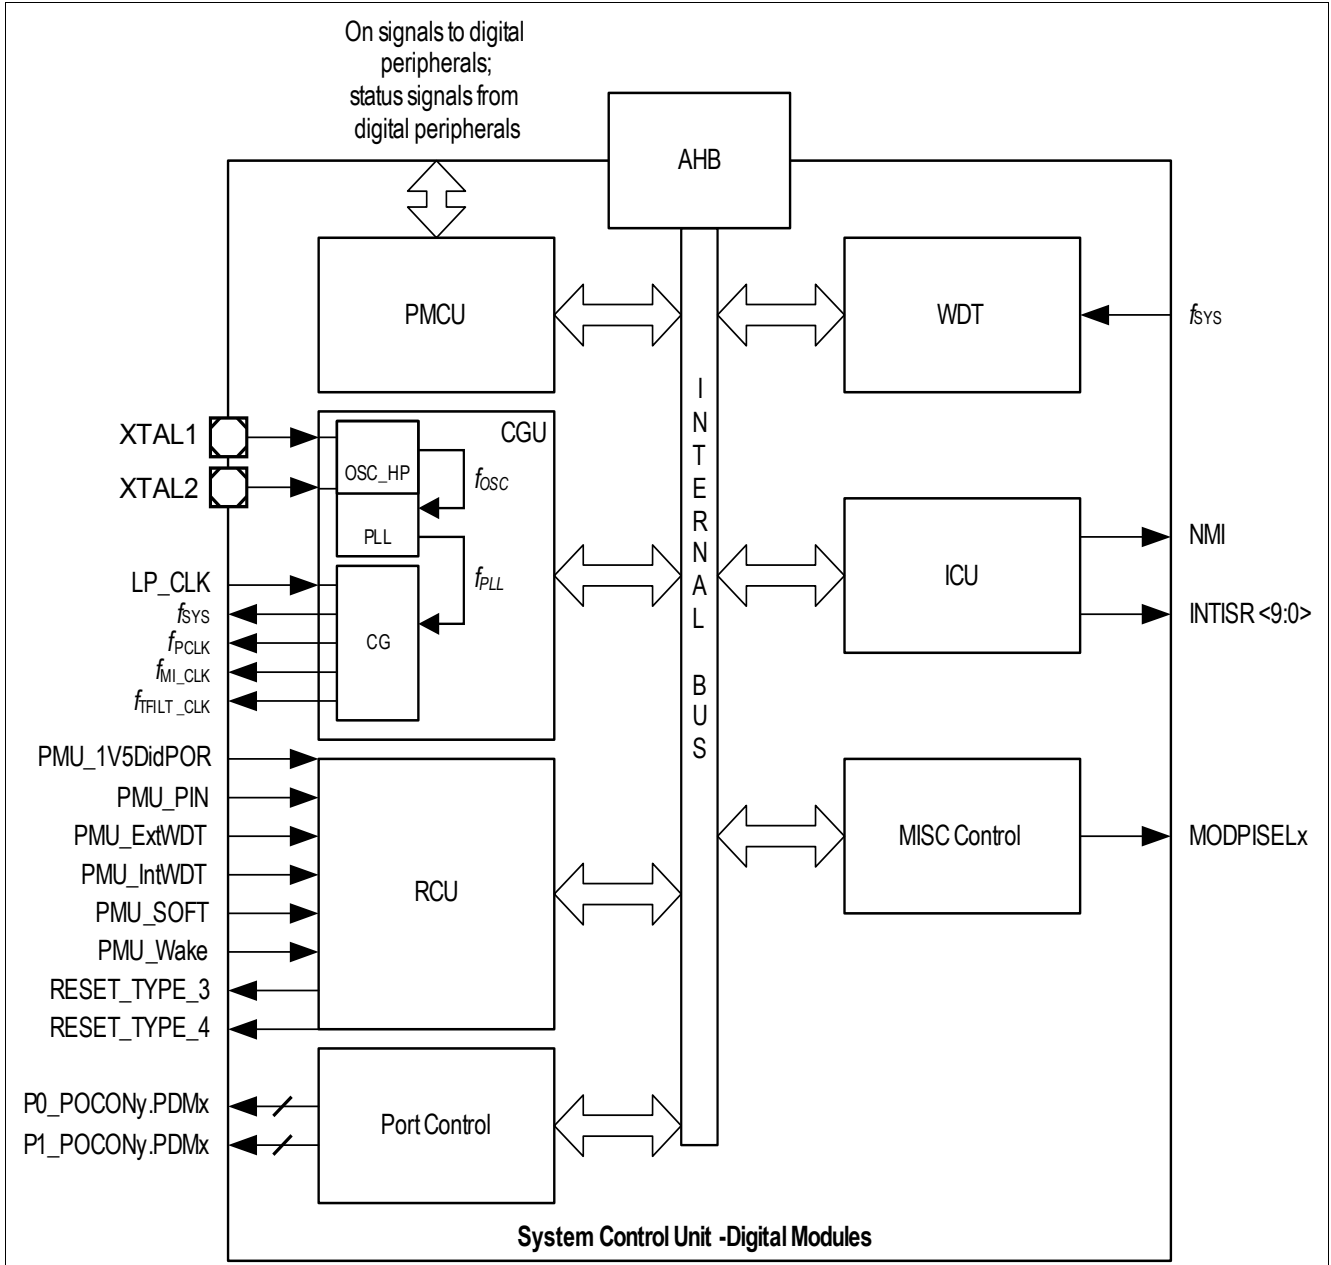 On signals to digital
peripherals;
status signals from
digital peripherals
AHB
PMCU
WDT
fSYS
XTAL1
XTAL2
CGU
OSC_HP
fOSC
PLL
fPLL
LP_CLK
fSYS
fPCLK
fMI_CLK
fTFILT_CLK
CG
INTERNAL BUS
ICU
NMI
INTISR <9:0>
PMU_1V5DidPOR
PMU_PIN
PMU_ExtWDT
PMU_IntWDT
PMU_SOFT
PMU_Wake
RESET_TYPE_3
RESET_TYPE_4
RCU
MISC Control
MODPISELx
P0_POCONy.PDMx
P1_POCONy.PDMx
Port Control
System Control Unit -Digital Modules